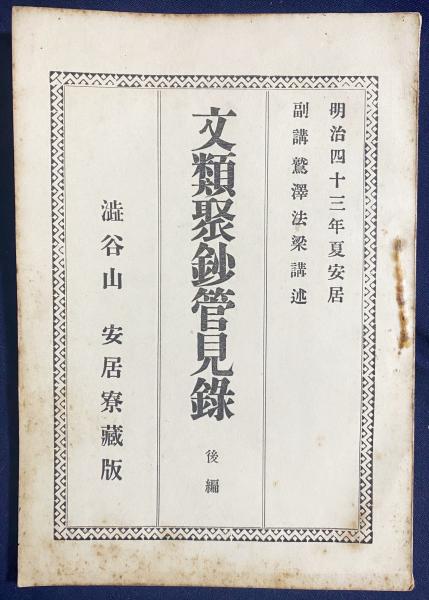 明治四十三年夏安居
副講鷲澤法梁講述
文類聚鈔管見錄 後編
澁谷山 安居寮藏版